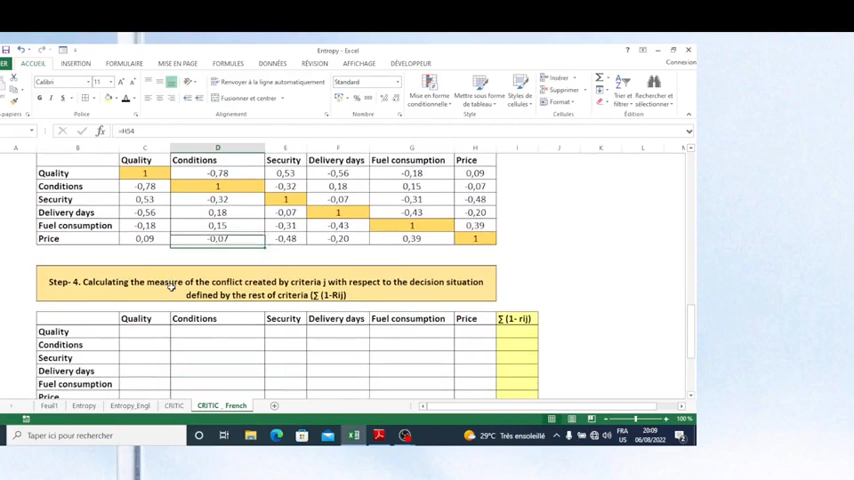 Entropy - Excel
ACCUEIL INSERTION FORMULAIRE MISE EN PAGE FORMULES DONNÉES RÉVISION AFFICHAGE DÉVELOPPEUR Connexion
Calibri 11 Renvoyer à la ligne automatiquement Standard Insérer
Fusionner et centrer Mise en forme conditionnelle Mettre sous forme de tableau Styles de cellules Supprimer Format Trier et filtrer Rechercher et sélectionner
Police Alignement Nombre Style Cellules Édition
=H54
A B C D E F G H I J K L
Quality Conditions Security Delivery days Fuel consumption Price
Quality 1 -0,78 0,53 -0,56 -0,18 0,09
Conditions -0,78 1 -0,32 0,18 0,15 -0,07
Security 0,53 -0,32 1 -0,07 -0,31 -0,48
Delivery days -0,56 0,18 -0,07 1 -0,43 -0,20
Fuel consumption -0,18 0,15 -0,31 -0,43 1 0,39
Price 0,09 -0,07 -0,48 -0,20 0,39 1
Step- 4. Calculating the measure of the conflict created by criteria j with respect to the decision situation
defined by the rest of criteria (∑ (1-Rij)
Quality Conditions Security Delivery days Fuel consumption Price ∑ (1- rij)
Quality
Conditions
Security
Delivery days
Fuel consumption
Price
Feuil1 Entropy Entropy_Engl CRITIC CRITIC _ French
100 %
Taper ici pour rechercher 29°C Très ensoleillé FRA 20:09
US 06/08/2022